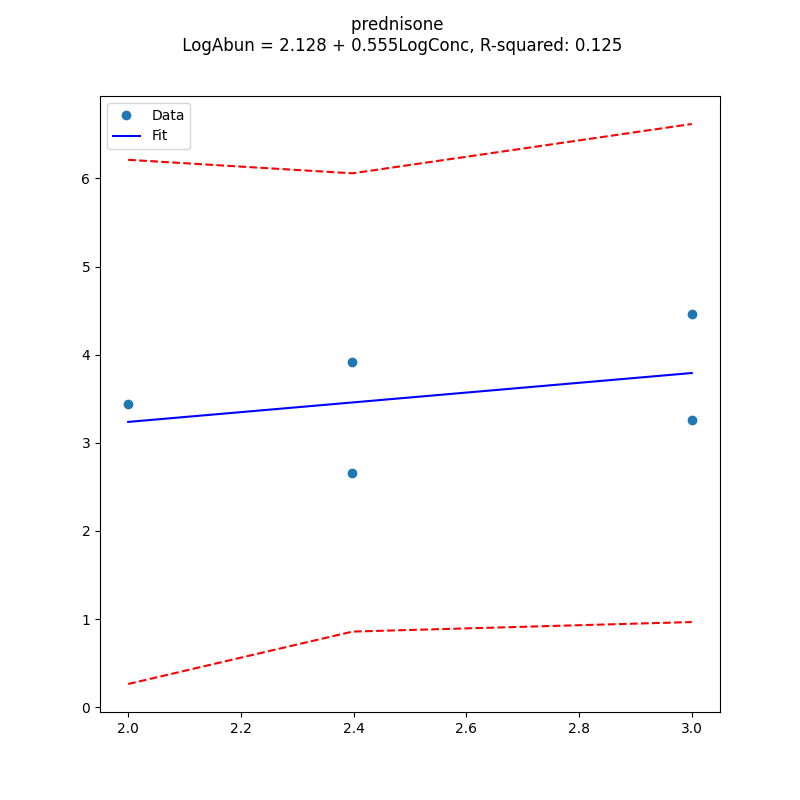 prednisone
LogAbun = 2.128 + 0.555LogConc, R-squared: 0.125
Data
Fit
6
5
4
3
2
1
0
2.0 2.2 2.4 2.6 2.8 3.0